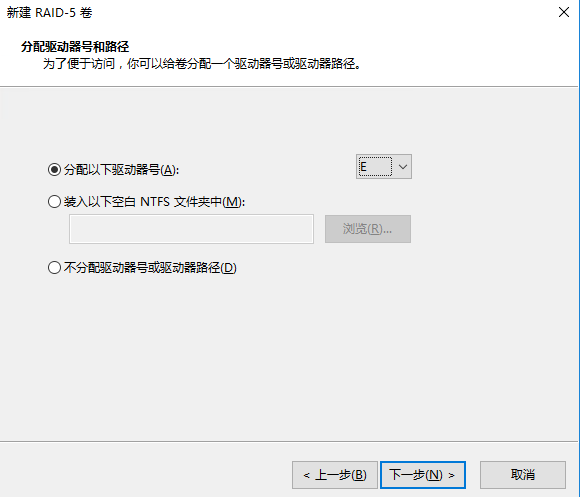 新建 RAID-5 卷
分配驱动器号和路径
为了便于访问，你可以给卷分配一个驱动器号或驱动器路径。
分配以下驱动器号(A): E
装入以下空白 NTFS 文件夹中(M):
浏览(R)...
不分配驱动器号或驱动器路径(D)
< 上一步(B) 下一步(N) > 取消